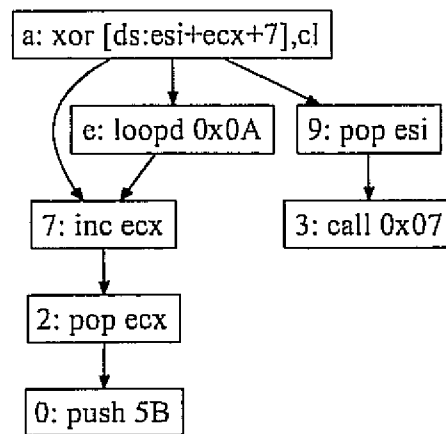 a: xor [ds:esi+ecx+7],cl
e: loopd 0x0A
9: pop esi
7: inc ecx
3: call 0x07
2: pop ecx
0: push 5B